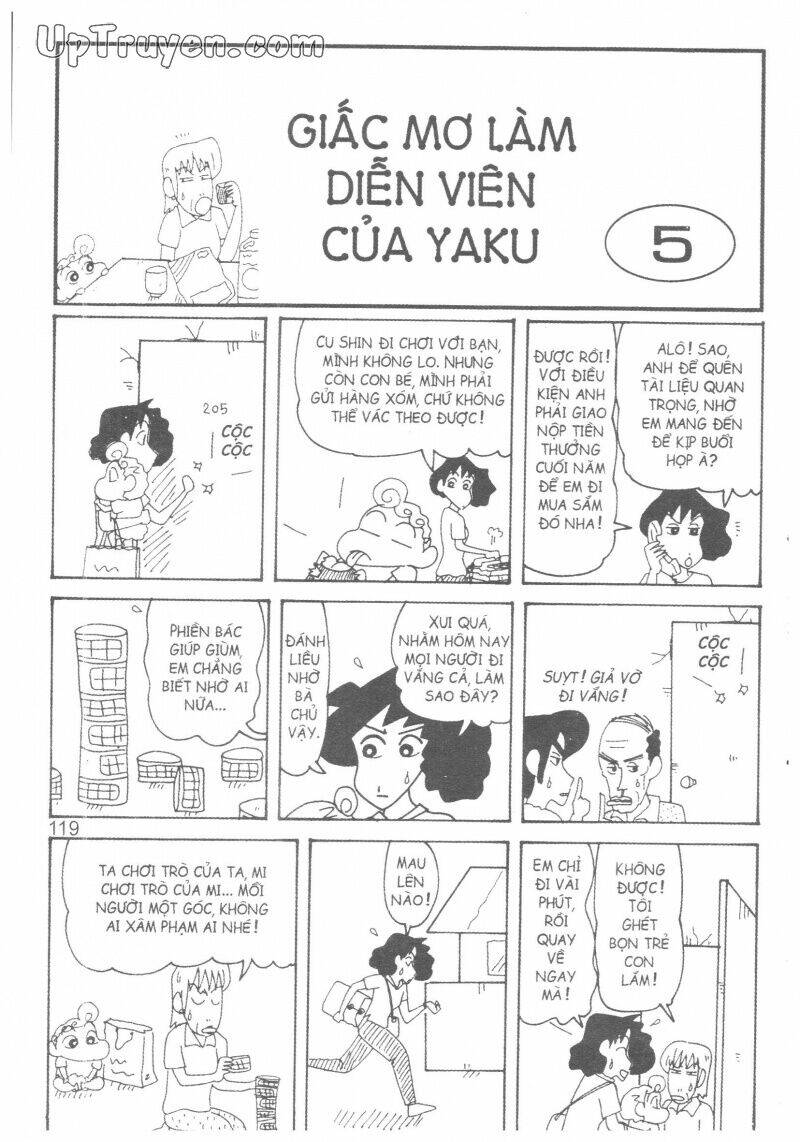 UpTruyen.com
GIẤC MƠ LÀM
DIỄN VIÊN
CỦA YAKU
5
ALÔ! SAO,
ANH ĐỂ QUÊN
TÀI LIỆU QUAN
TRỌNG, NHỜ
EM MANG ĐẾN
ĐỂ KỊP BUỔI
HỌP À?
ĐƯỢC RỒI!
VỚI ĐIỀU
KIỆN ANH
PHẢI GIAO
NỘP TIỀN
THƯỞNG
CUỐI NĂM
ĐỂ EM ĐI
MUA SẮM
ĐÓ NHA!
CU SHIN ĐI CHƠI VỚI BẠN,
MÌNH KHÔNG LO. NHƯNG
CÒN CON BÉ, MÌNH PHẢI
GỬI HÀNG XÓM, CHỨ KHÔNG
THỂ VÁC THEO ĐƯỢC!
205
CỘC
CỘC
CỘC
CỘC
SUYT! GIẢ VỜ
ĐI VẮNG!
XUI QUÁ,
NHẰM HÔM NAY
MỌI NGƯỜI ĐI
VẮNG CẢ, LÀM
SAO ĐÂY?
ĐÁNH
LIỀU
NHỜ
BÀ
CHỦ
VẬY.
PHIỀN BÁC
GIÚP GIÙM,
EM CHẲNG
BIẾT NHỜ AI
NỮA...
119
KHÔNG
ĐƯỢC!
TÔI
GHÉT
BỌN TRẺ
CON
LẮM!
EM CHỈ
ĐI VÀI
PHÚT,
RỒI
QUAY
VỀ
NGAY
MÀ!
MAU
LÊN
NÀO!
TA CHƠI TRÒ CỦA TA, MI
CHƠI TRÒ CỦA MI... MỖI
NGƯỜI MỘT GÓC, KHÔNG
AI XÂM PHẠM AI NHÉ!